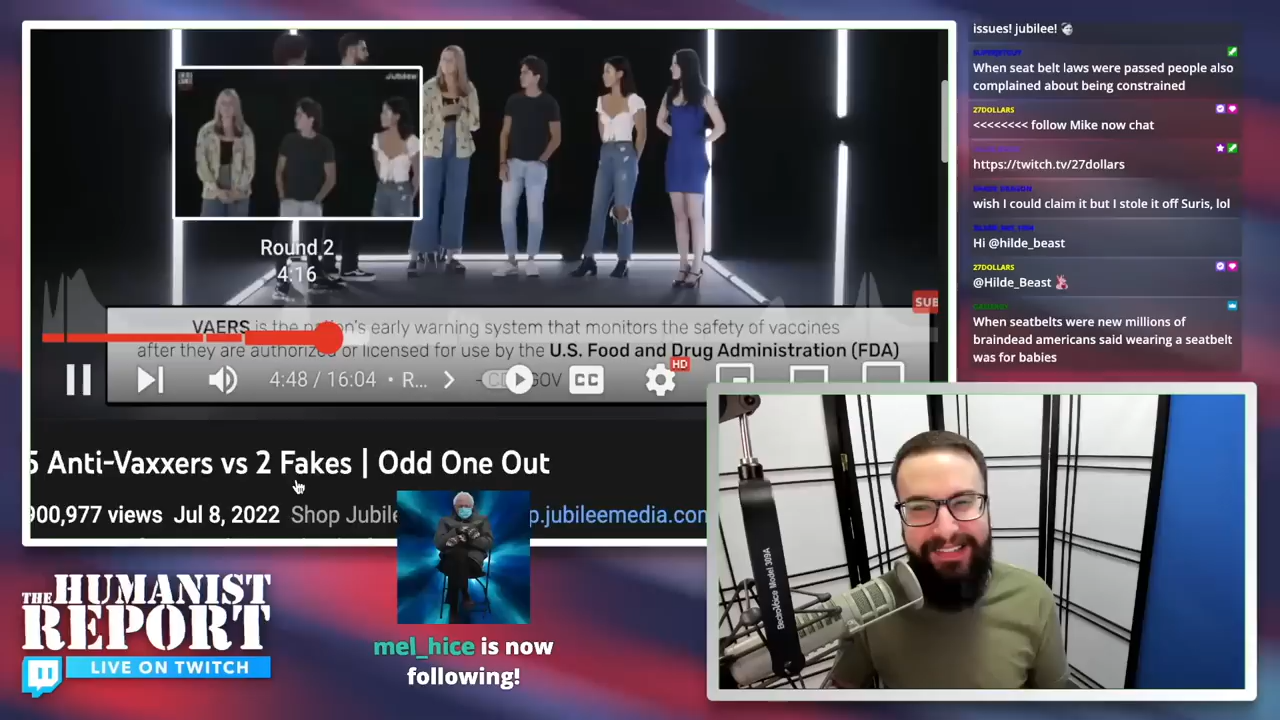 Jubilee
Round 2
4:16
SUB
VAERS is the nation's early warning system that monitors the safety of vaccines
after they are authorized or licensed for use by the U.S. Food and Drug Administration (FDA)
4:48 / 16:04 • R...
CC
HD
GOV
5 Anti-Vaxxers vs 2 Fakes | Odd One Out
900,977 views Jul 8, 2022 Shop Jubile
p.jubileemedia.com
THE HUMANIST
REPORT
LIVE ON TWITCH
mel_hice is now
following!
issues! jubilee!
When seat belt laws were passed people also
complained about being constrained
27DOLLARS
<<<<<<<< follow Mike now chat
https://twitch.tv/27dollars
wish I could claim it but I stole it off Suris, lol
Hi @hilde_beast
27DOLLARS
@Hilde_Beast
When seatbelts were new millions of
braindead americans said wearing a seatbelt
was for babies
ElectroVoice Model 309A